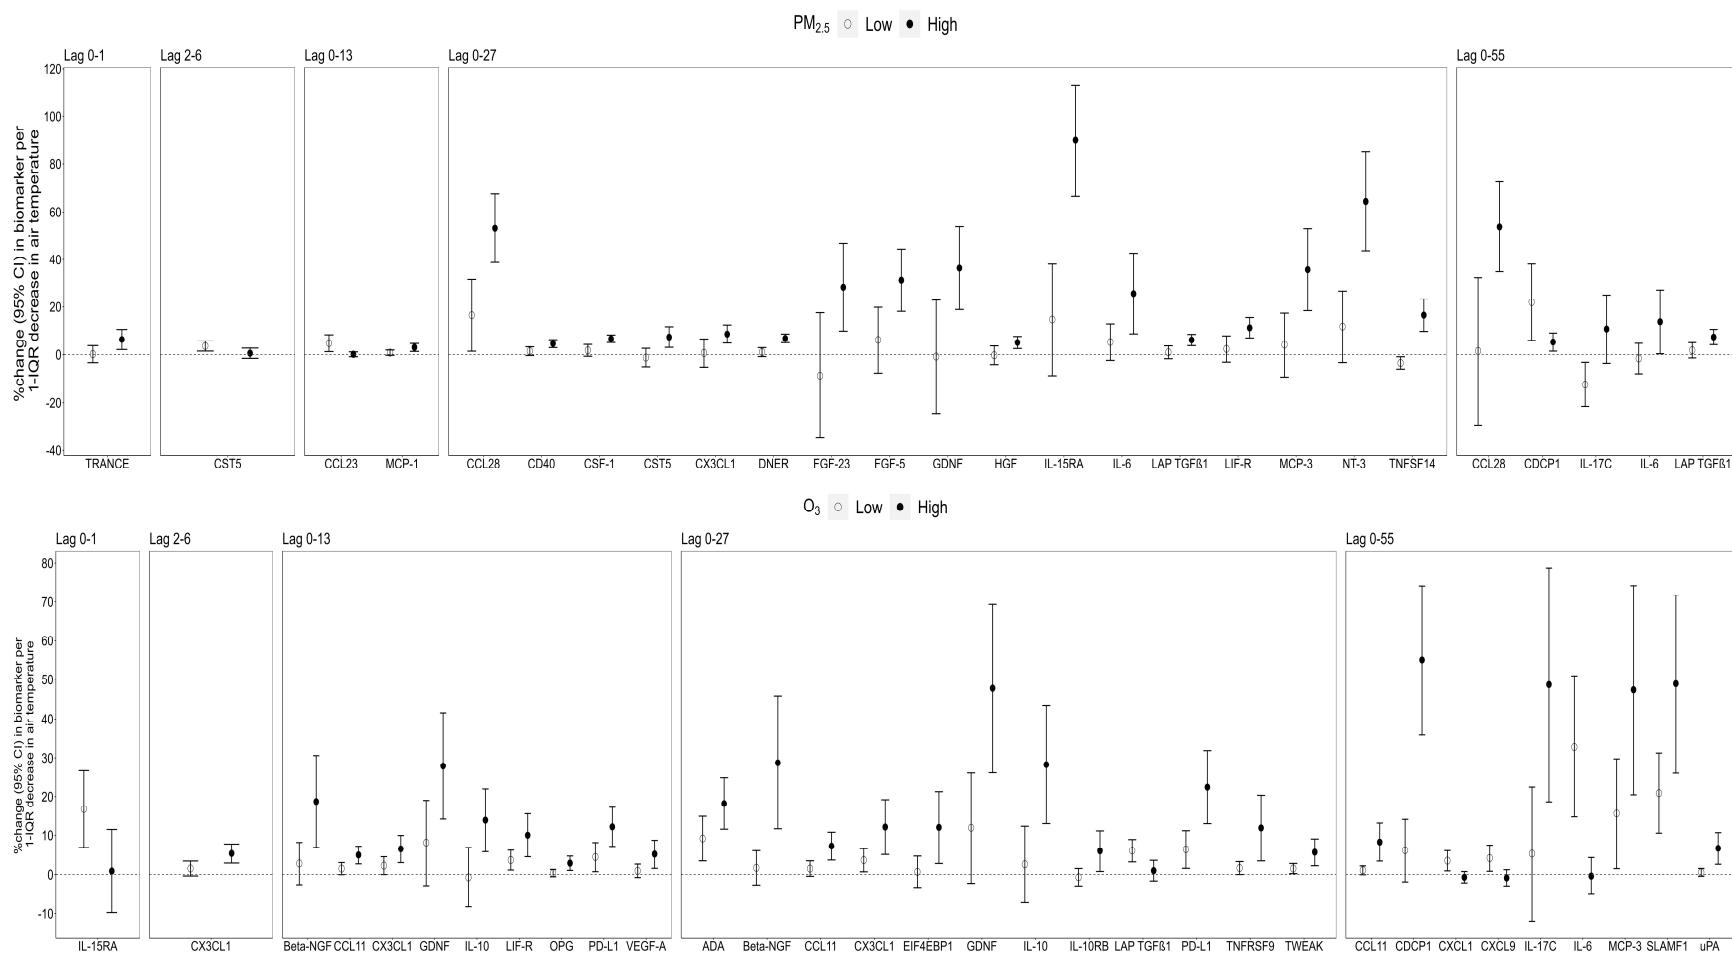 PM2.5 Low High
Lag 0-1 Lag 2-6 Lag 0-13 Lag 0-27 Lag 0-55
%change (95% CI) in biomarker per
1-IQR decrease in air temperature
120
100
80
60
40
20
0
-20
-40
TRANCE CST5 CCL23 MCP-1 CCL28 CD40 CSF-1 CST5 CX3CL1 DNER FGF-23 FGF-5 GDNF HGF IL-15RA IL-6 LAP TGFß1 LIF-R MCP-3 NT-3 TNFSF14 CCL28 CDCP1 IL-17C IL-6 LAP TGFß1
O3 Low High
Lag 0-1 Lag 2-6 Lag 0-13 Lag 0-27 Lag 0-55
%change (95% CI) in biomarker per
1-IQR decrease in air temperature
80
70
60
50
40
30
20
10
0
-10
IL-15RA CX3CL1 Beta-NGF CCL11 CX3CL1 GDNF IL-10 LIF-R OPG PD-L1 VEGF-A ADA Beta-NGF CCL11 CX3CL1 EIF4EBP1 GDNF IL-10 IL-10RB LAP TGFß1 PD-L1 TNFRSF9 TWEAK CCL11 CDCP1 CXCL1 CXCL9 IL-17C IL-6 MCP-3 SLAMF1 uPA